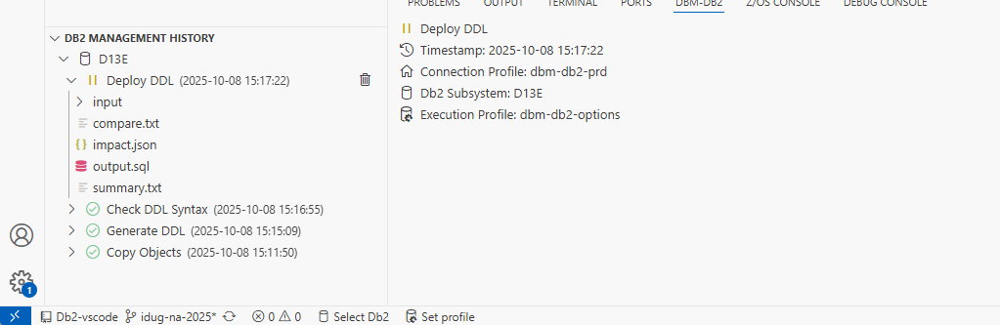 PROBLEMS OUTPUT TERMINAL PORTS DBM-DB2 Z/OS CONSOLE DEBUG CONSOLE
DB2 MANAGEMENT HISTORY
D13E
Deploy DDL (2025-10-08 15:17:22)
input
compare.txt
impact.json
output.sql
summary.txt
Check DDL Syntax (2025-10-08 15:16:55)
Generate DDL (2025-10-08 15:15:09)
Copy Objects (2025-10-08 15:11:50)
Deploy DDL
Timestamp: 2025-10-08 15:17:22
Connection Profile: dbm-db2-prd
Db2 Subsystem: D13E
Execution Profile: dbm-db2-options
1
Db2-vscode idug-na-2025* 0 0 Select Db2 Set profile